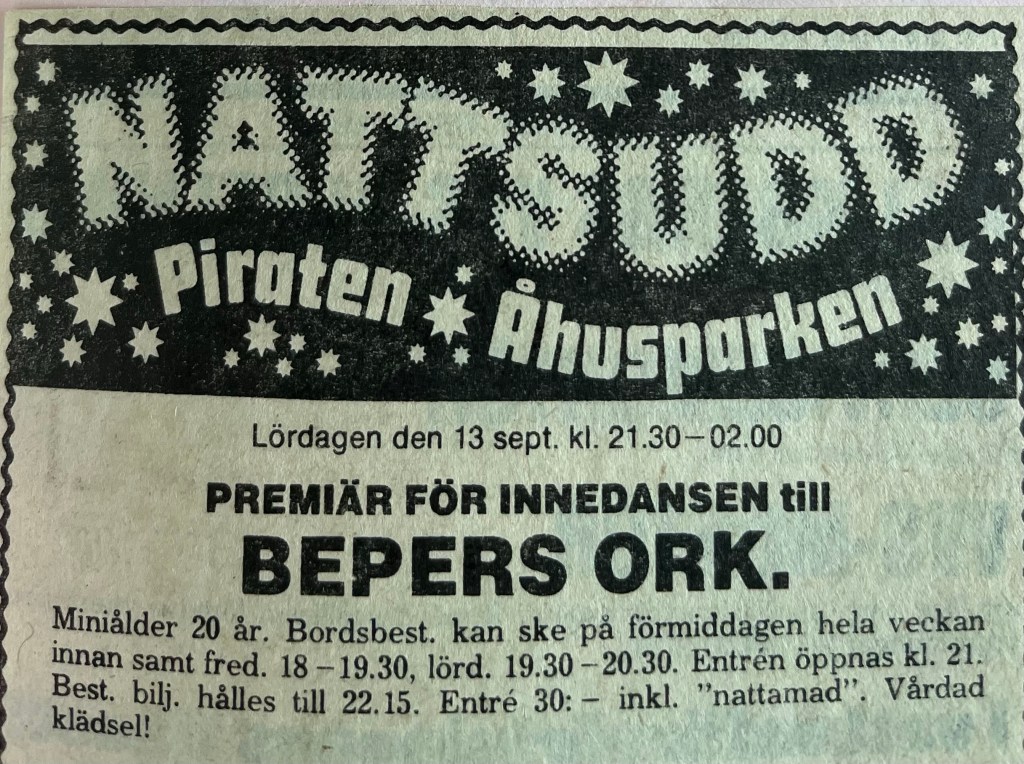 NATTSUDD
Piraten Åhusparken
Lördagen den 13 sept. kl. 21.30–02.00
PREMIÄR FÖR INNEDANSEN till
BEPERS ORK.
Miniålder 20 år. Bordsbest. kan ske på förmiddagen hela veckan
innan samt fred. 18–19.30, lörd. 19.30–20.30. Entrén öppnas kl. 21.
Best. bilj. hålles till 22.15. Entré 30:– inkl. ”nattamad”. Vårdad
klädsel!